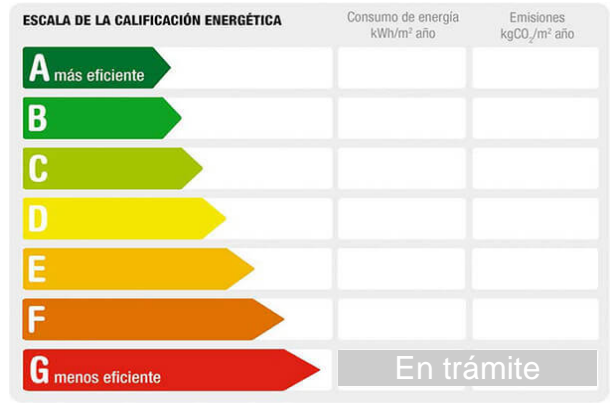 ESCALA DE LA CALIFICACIÓN ENERGÉTICA
Consumo de energía
kWh/m² año
Emisiones
kgCO₂/m² año
A más eficiente
B
C
D
E
F
G menos eficiente
En trámite